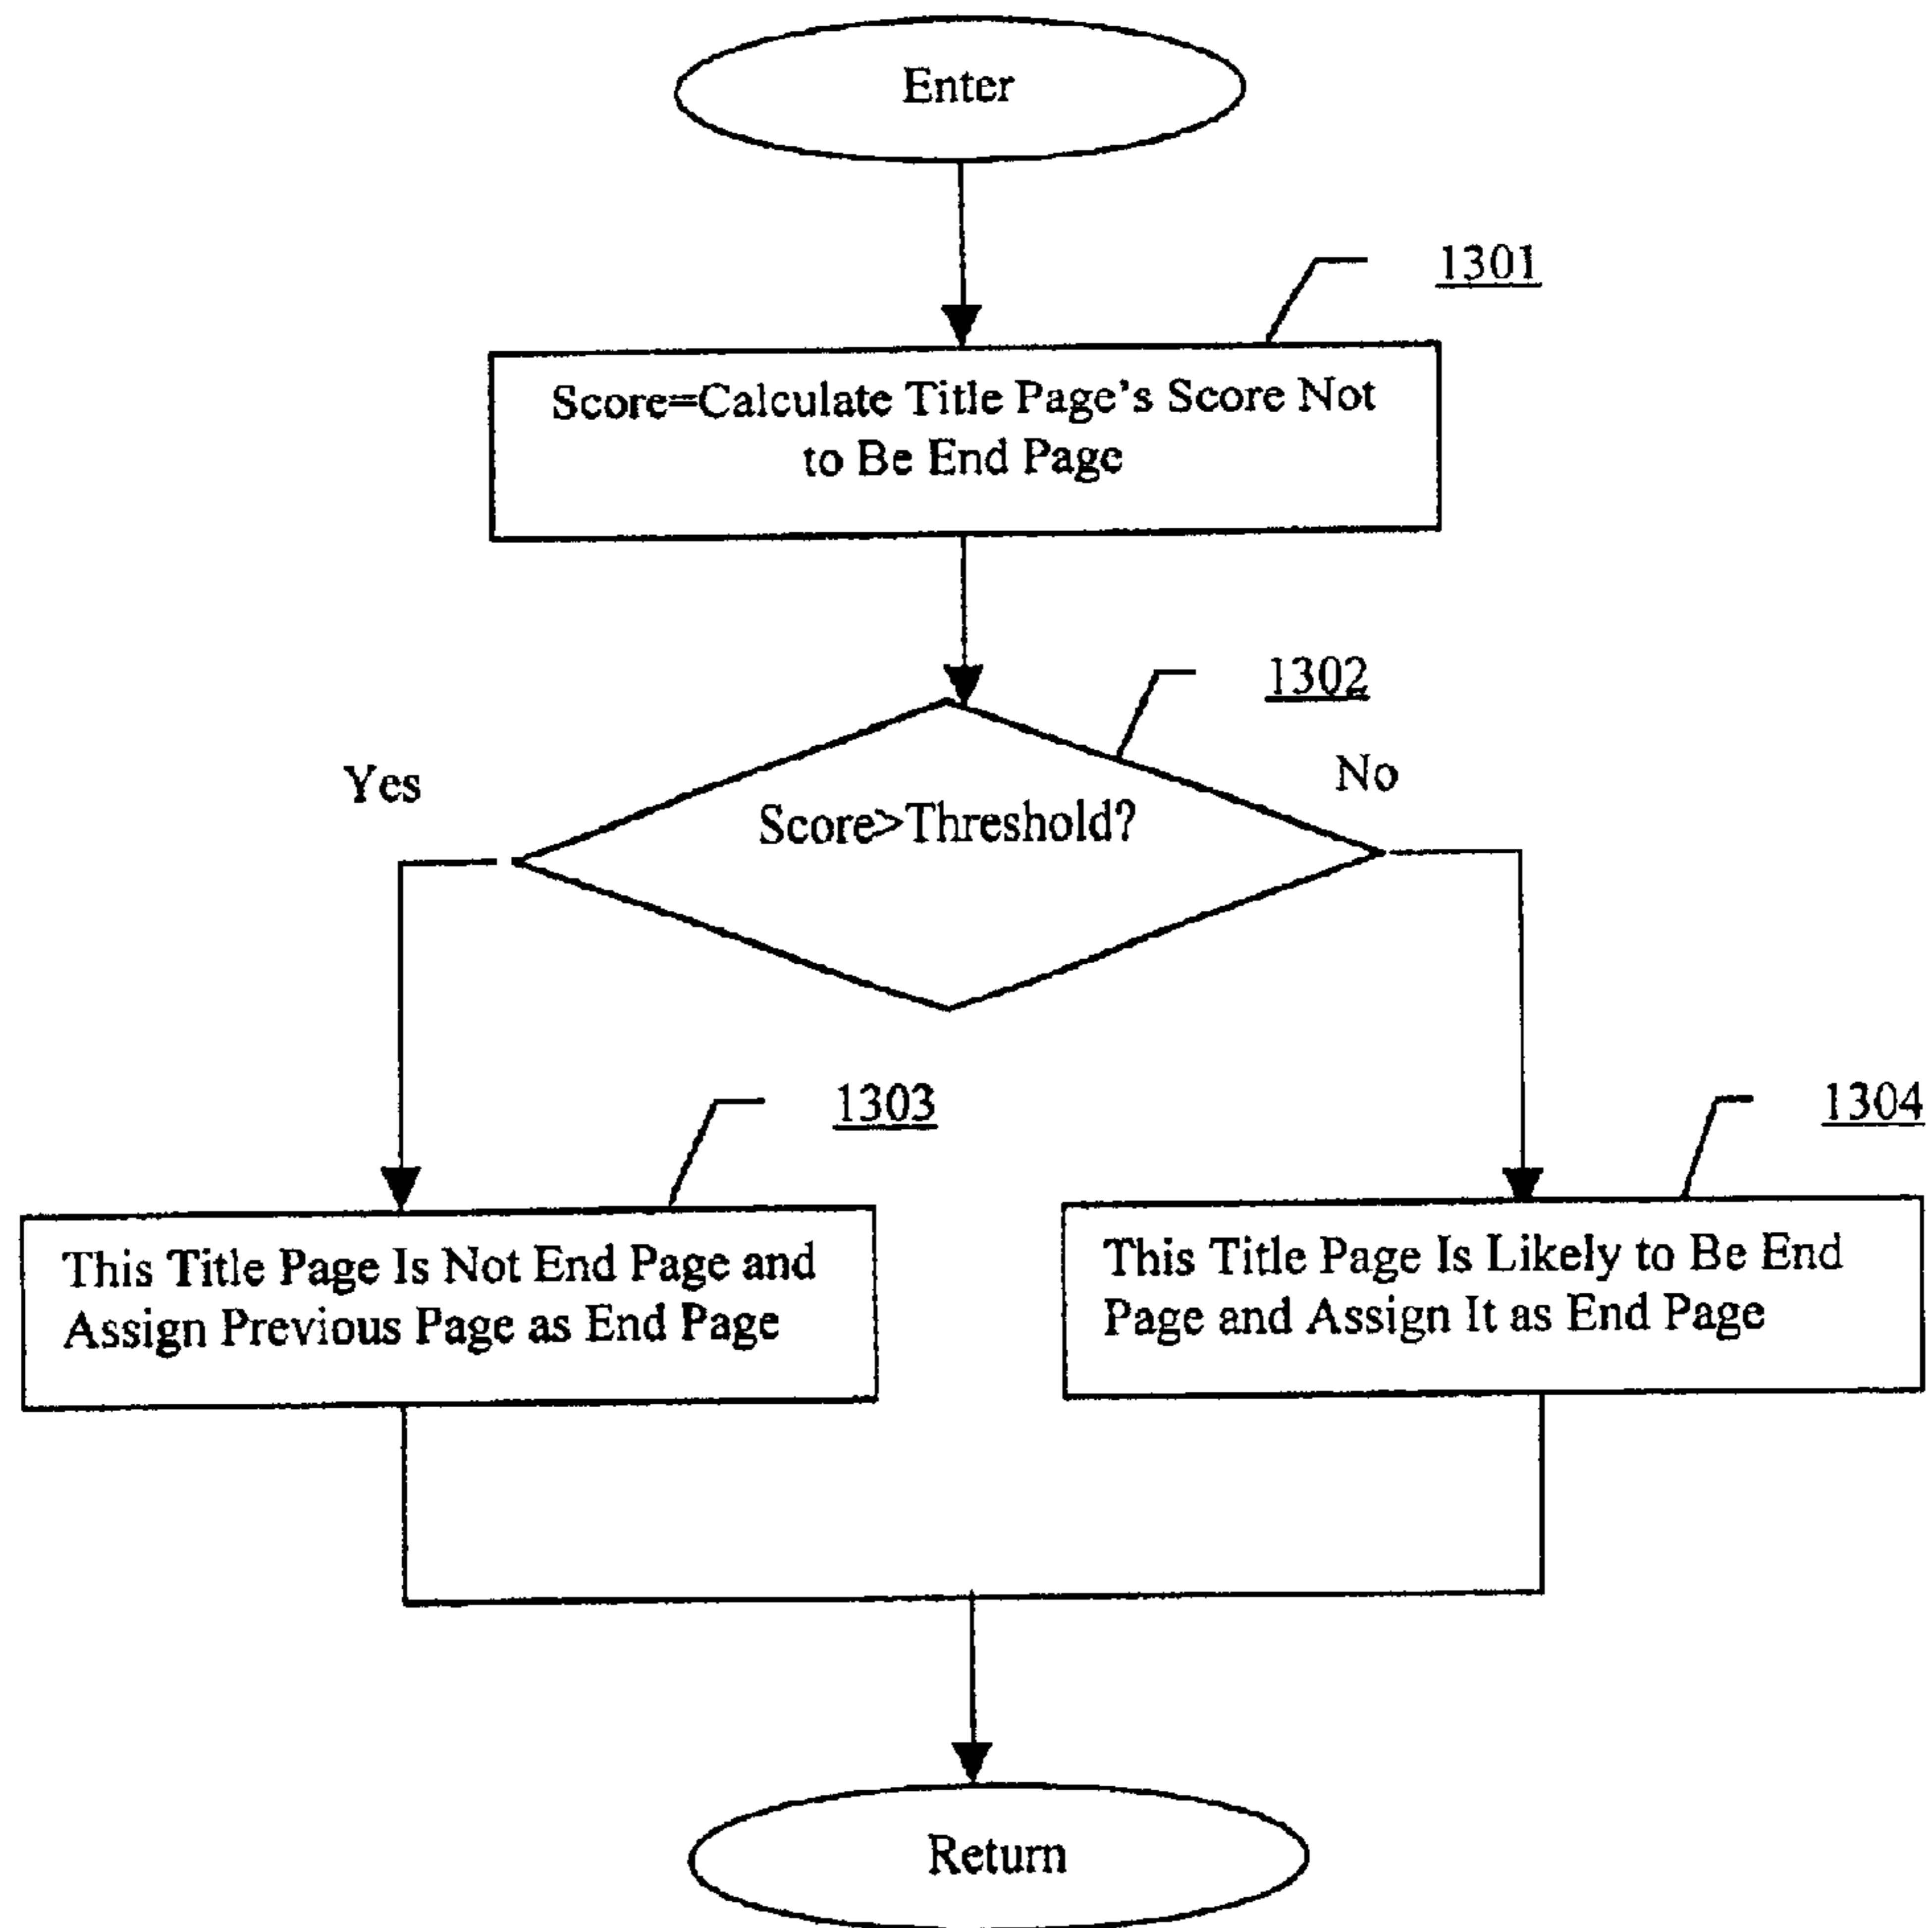 Enter
1301
Score=Calculate Title Page's Score Not
to Be End Page
1302
Yes
No
Score>Threshold?
1303
1304
This Title Page Is Not End Page and
Assign Previous Page as End Page
This Title Page Is Likely to Be End
Page and Assign It as End Page
Return